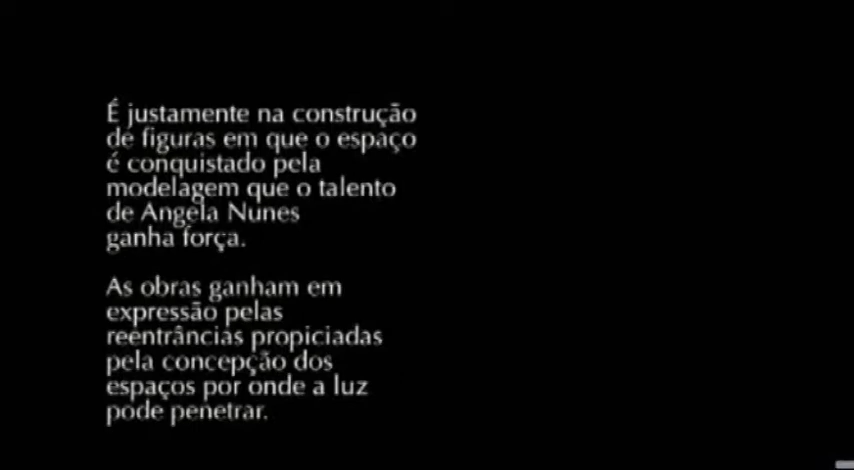 É justamente na construção
de figuras em que o espaço
é conquistado pela
modelagem que o talento
de Angela Nunes
ganha força.
As obras ganham em
expressão pelas
reentrâncias propiciadas
pela concepção dos
espaços por onde a luz
pode penetrar.